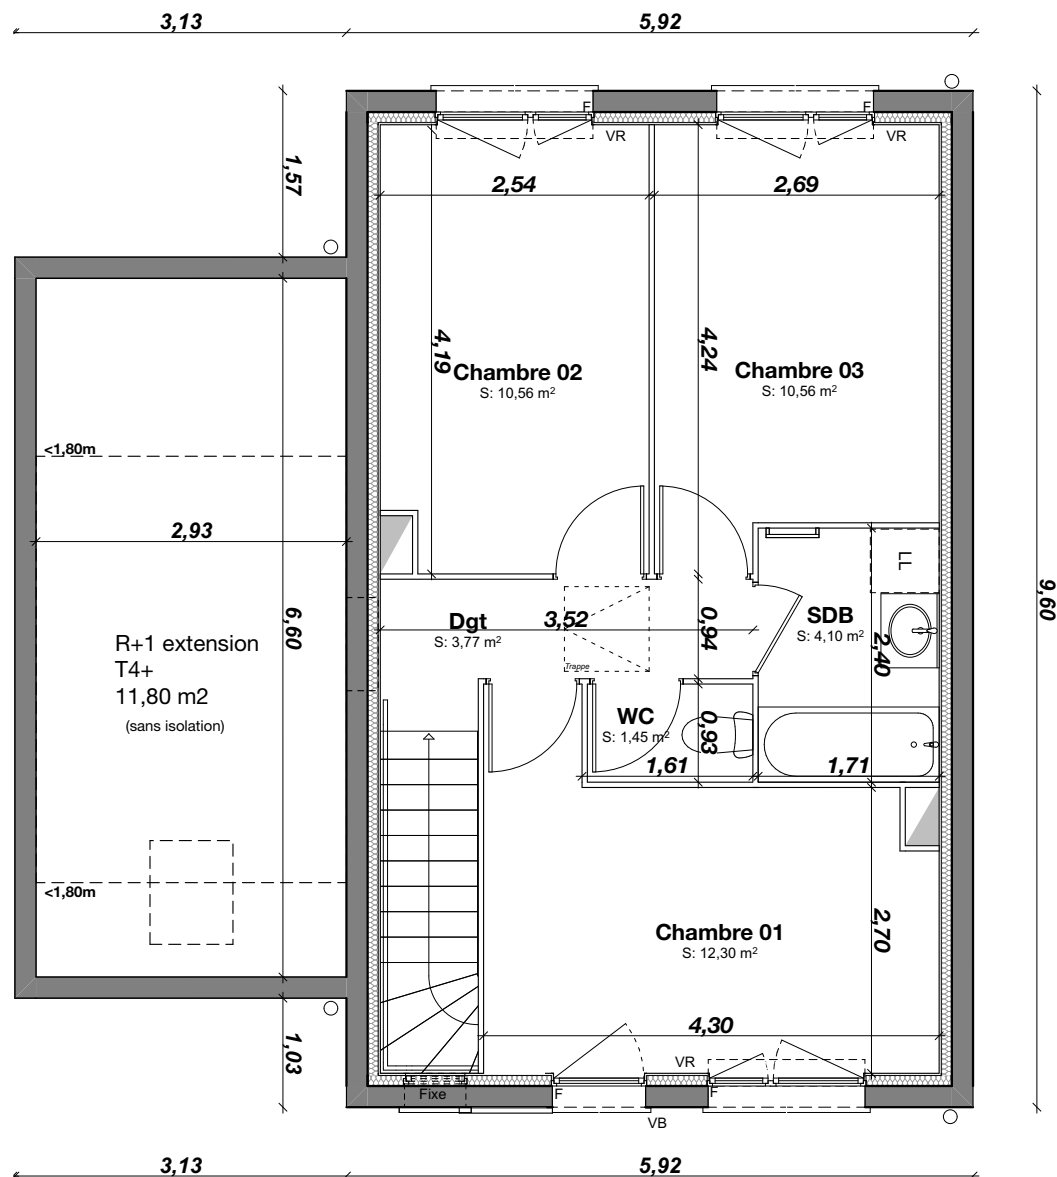 3,13
5,92
F
VR
F
VR
1,57
2,54
2,69
4,19
4,24
Chambre 02
S: 10,56 m²
Chambre 03
S: 10,56 m²
<1,80m
2,93
LL
6,60
9,60
R+1 extension
T4+
11,80 m2
(sans isolation)
Dgt
S: 3,77 m²
3,52
Trappe
0,94
SDB
S: 4,10 m²
2,40
WC
S: 1,45 m²
0,93
1,61
1,71
<1,80m
Chambre 01
S: 12,30 m²
2,70
4,30
1,03
VR
Fixe
F
F
VB
3,13
5,92